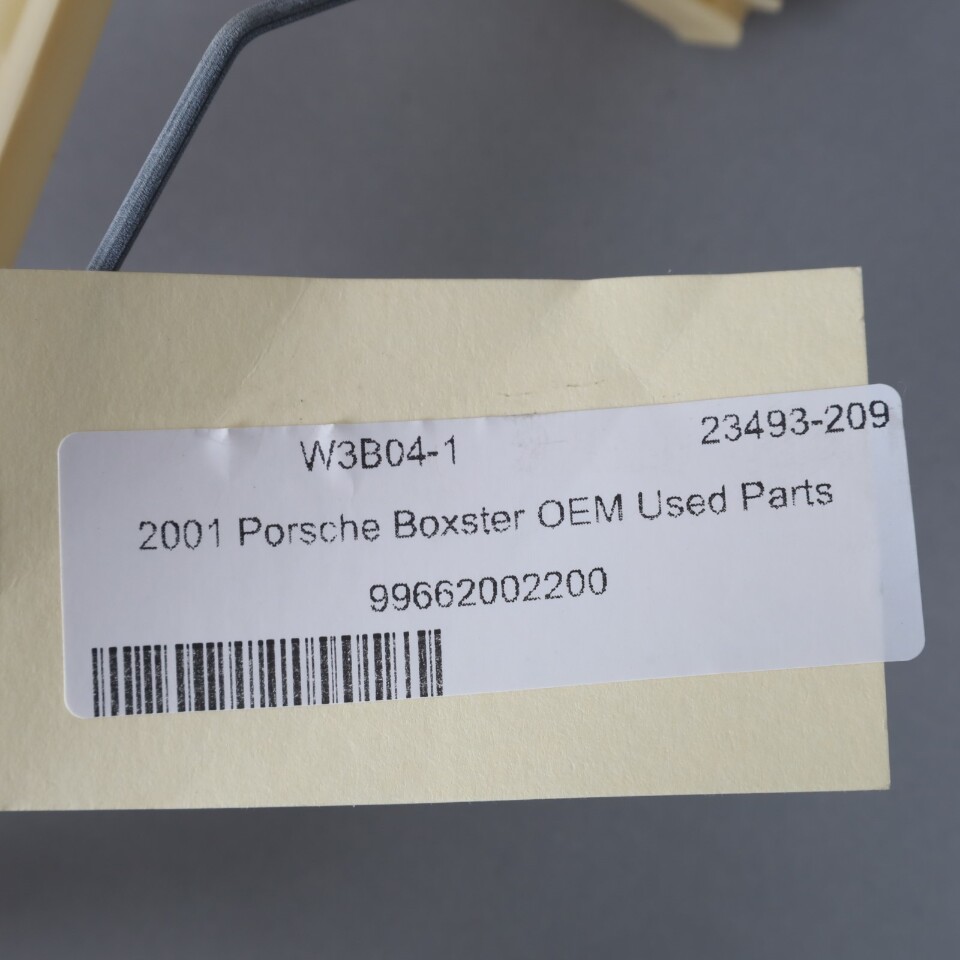 W3B04-1 23493-209
2001 Porsche Boxster OEM Used Parts
99662002200